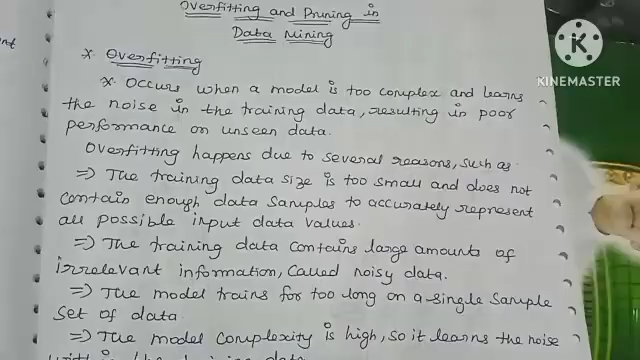 Overfitting and Pruning in
Data Mining
* Overfitting
* Occurs when a model is too complex and learns
the noise in the training data, resulting in poor
performance on unseen data.
Overfitting happens due to several reasons, such as:
⇒ The training data size is too small and does not
contain enough data samples to accurately represent
all possible input data values.
⇒ The training data contains large amounts of
irrelevant information, called noisy data.
⇒ The model trains for too long on a single sample
set of data.
⇒ The model complexity is high, so it learns the noise
within the training data
KINEMASTER